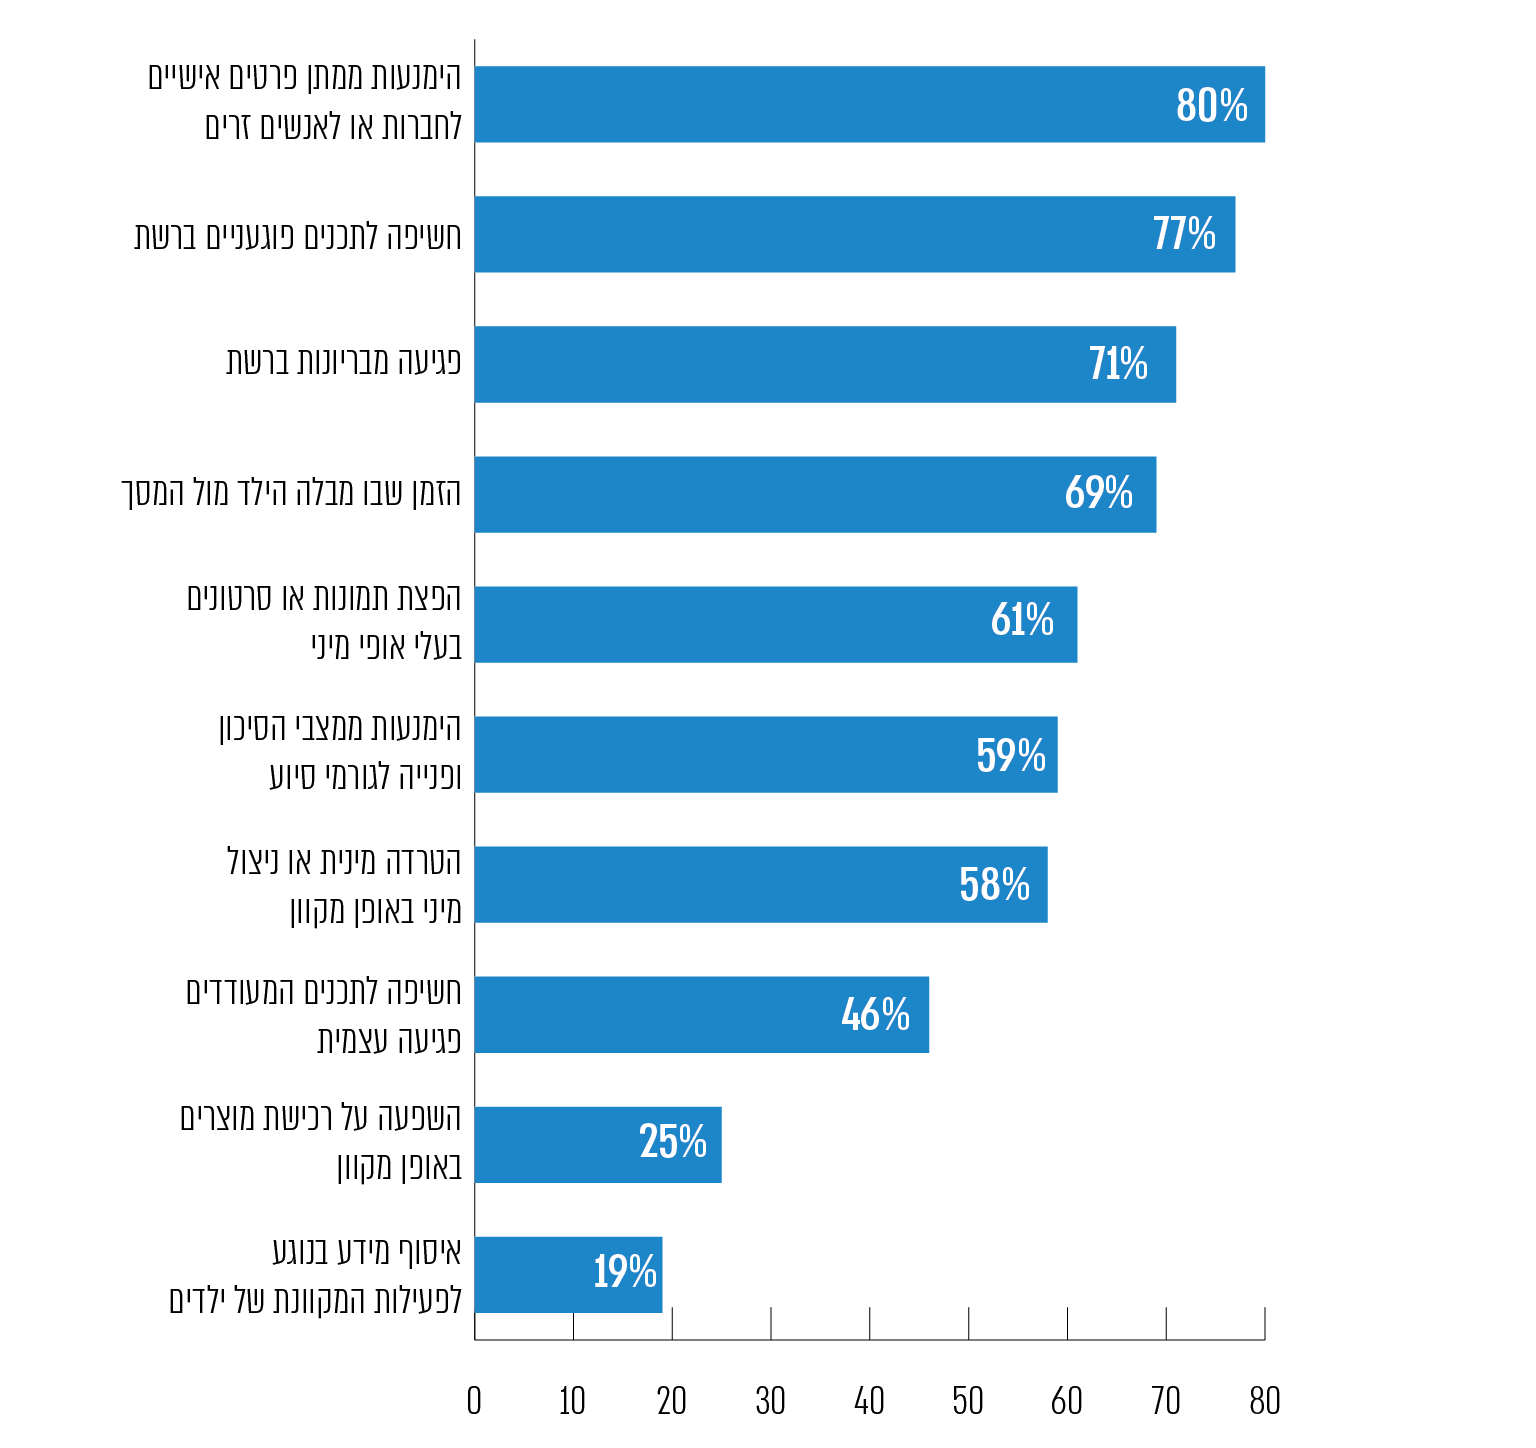 הימנעות ממתן פרטים אישיים
לחברות או לאנשים זרים
80%
חשיפה לתכנים פוגעניים ברשת
77%
פגיעה מבריונות ברשת
71%
הזמן שבו מבלה הילד מול המסך
69%
הפצת תמונות או סרטונים
בעלי אופי מיני
61%
הימנעות ממצבי הסיכון
ופנייה לגורמי סיוע
59%
הטרדה מינית או ניצול
מיני באופן מקוון
58%
חשיפה לתכנים המעודדים
פגיעה עצמית
46%
השפעה על רכישת מוצרים
באופן מקוון
25%
איסוף מידע בנוגע
לפעילות המקוונת של ילדים
19%
0 10 20 30 40 50 60 70 80